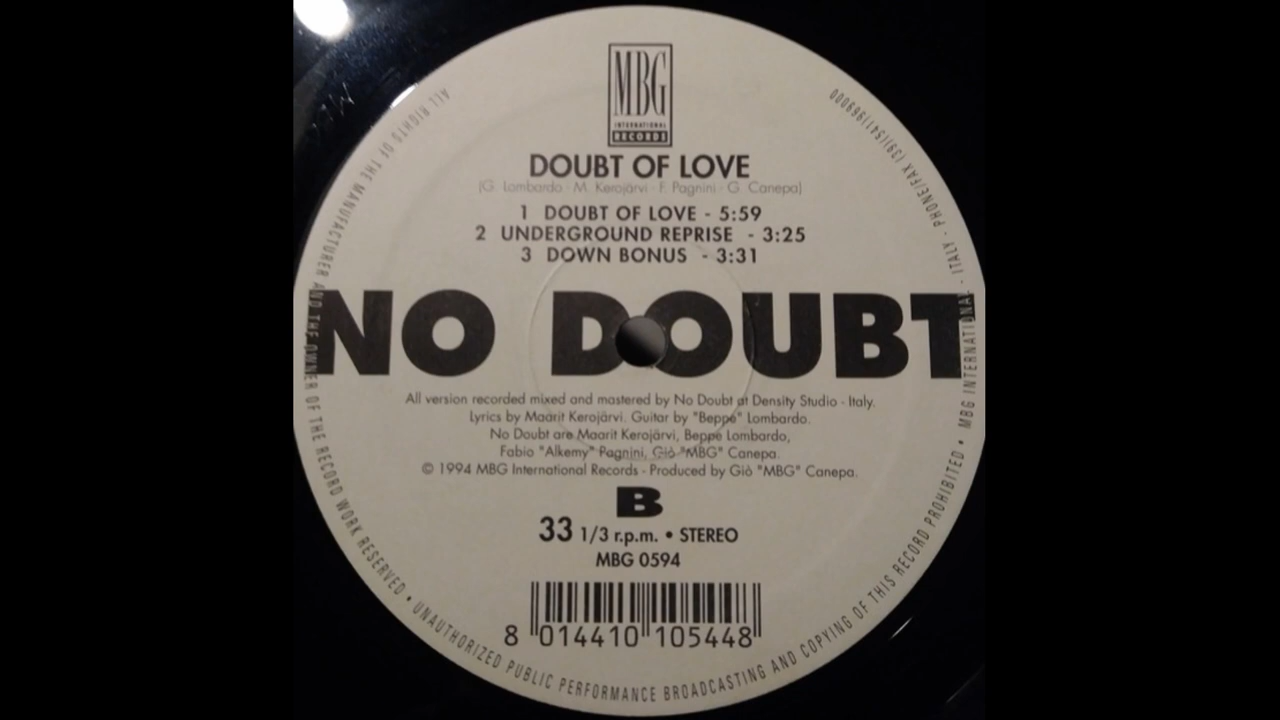 MBG
INTERNATIONAL
RECORDS
DOUBT OF LOVE
(G. Lombardo - M. Kerojärvi - F. Pagnini - G. Canepa)
1 DOUBT OF LOVE - 5:59
2 UNDERGROUND REPRISE - 3:25
3 DOWN BONUS - 3:31
NO DOUBT
All version recorded mixed and mastered by No Doubt at Density Studio - Italy.
Lyrics by Maarit Kerojärvi. Guitar by "Beppe" Lombardo.
No Doubt are Maarit Kerojärvi, Beppe Lombardo,
Fabio "Alkemy" Pagnini, Giò "MBG" Canepa.
© 1994 MBG International Records - Produced by Giò "MBG" Canepa.
B
33 1/3 r.p.m. • STEREO
MBG 0594
8 014410 105448
ALL RIGHTS OF THE MANUFACTURER AND THE OWNER OF THE RECORD WORK RESERVED • UNAUTHORIZED PUBLIC PERFORMANCE BROADCASTING AND COPYING OF THIS RECORD PROHIBITED • MBG INTERNATIONAL - ITALY - PHONE/FAX (39)(541)969000